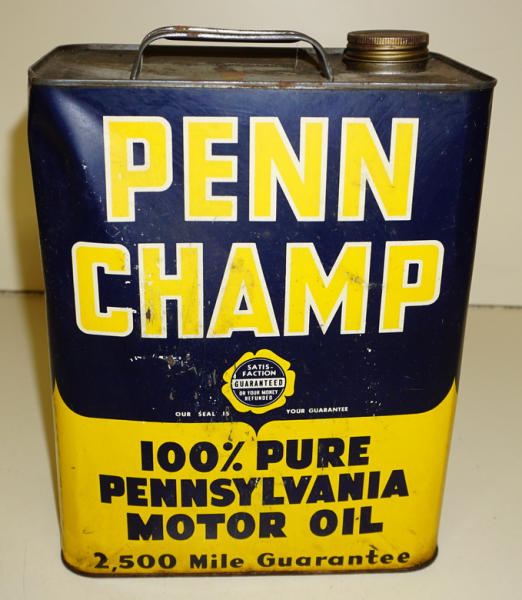 PENN
CHAMP
SATIS-
FACTION
GUARANTEED
OR YOUR MONEY
REFUNDED
OUR SEAL IS YOUR GUARANTEE
100% PURE
PENNSYLVANIA
MOTOR OIL
2,500 Mile Guarantee